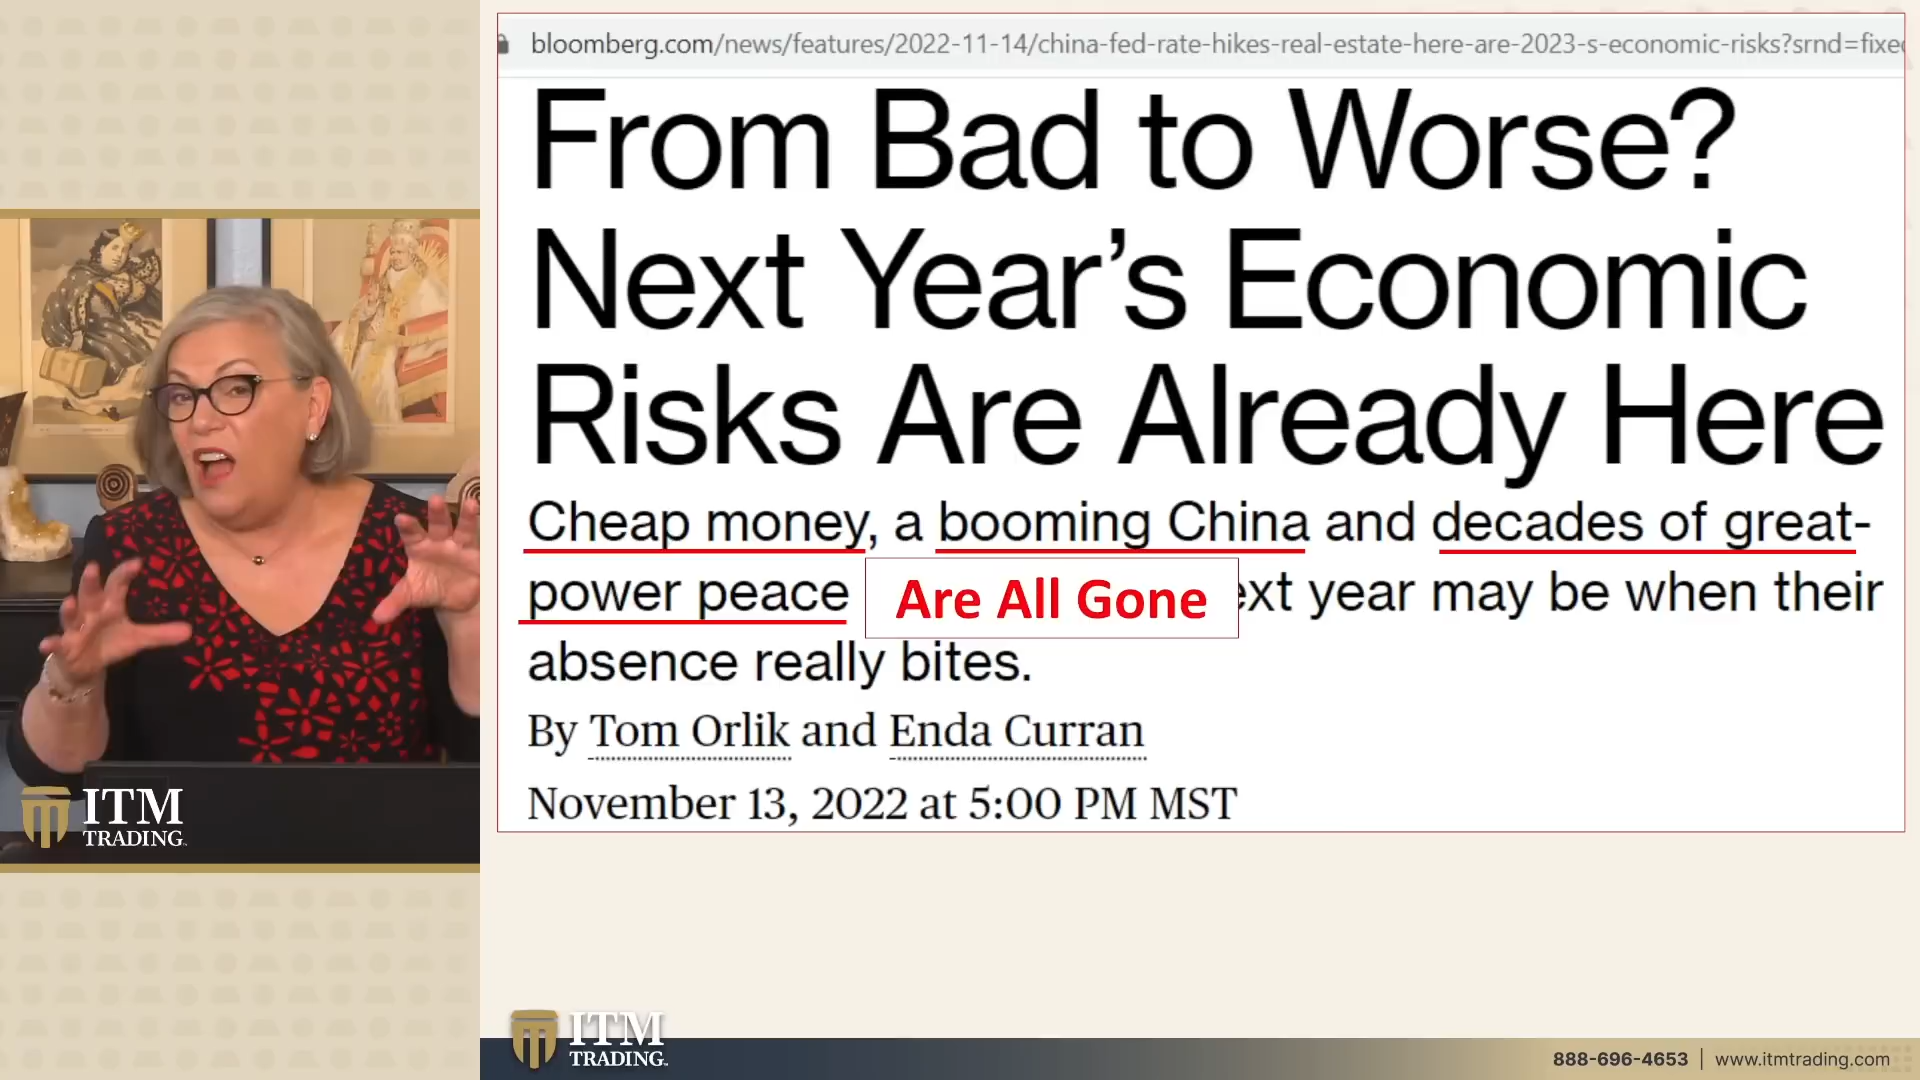 bloomberg.com/news/features/2022-11-14/china-fed-rate-hikes-real-estate-here-are-2023-s-economic-risks?srnd=fixe
From Bad to Worse?
Next Year’s Economic
Risks Are Already Here
Cheap money, a booming China and decades of great-
power peace Are All Gone ext year may be when their
absence really bites.
By Tom Orlik and Enda Curran
November 13, 2022 at 5:00 PM MST
ITM
TRADING
ITM
TRADING
888-696-4653 | www.itmtrading.com